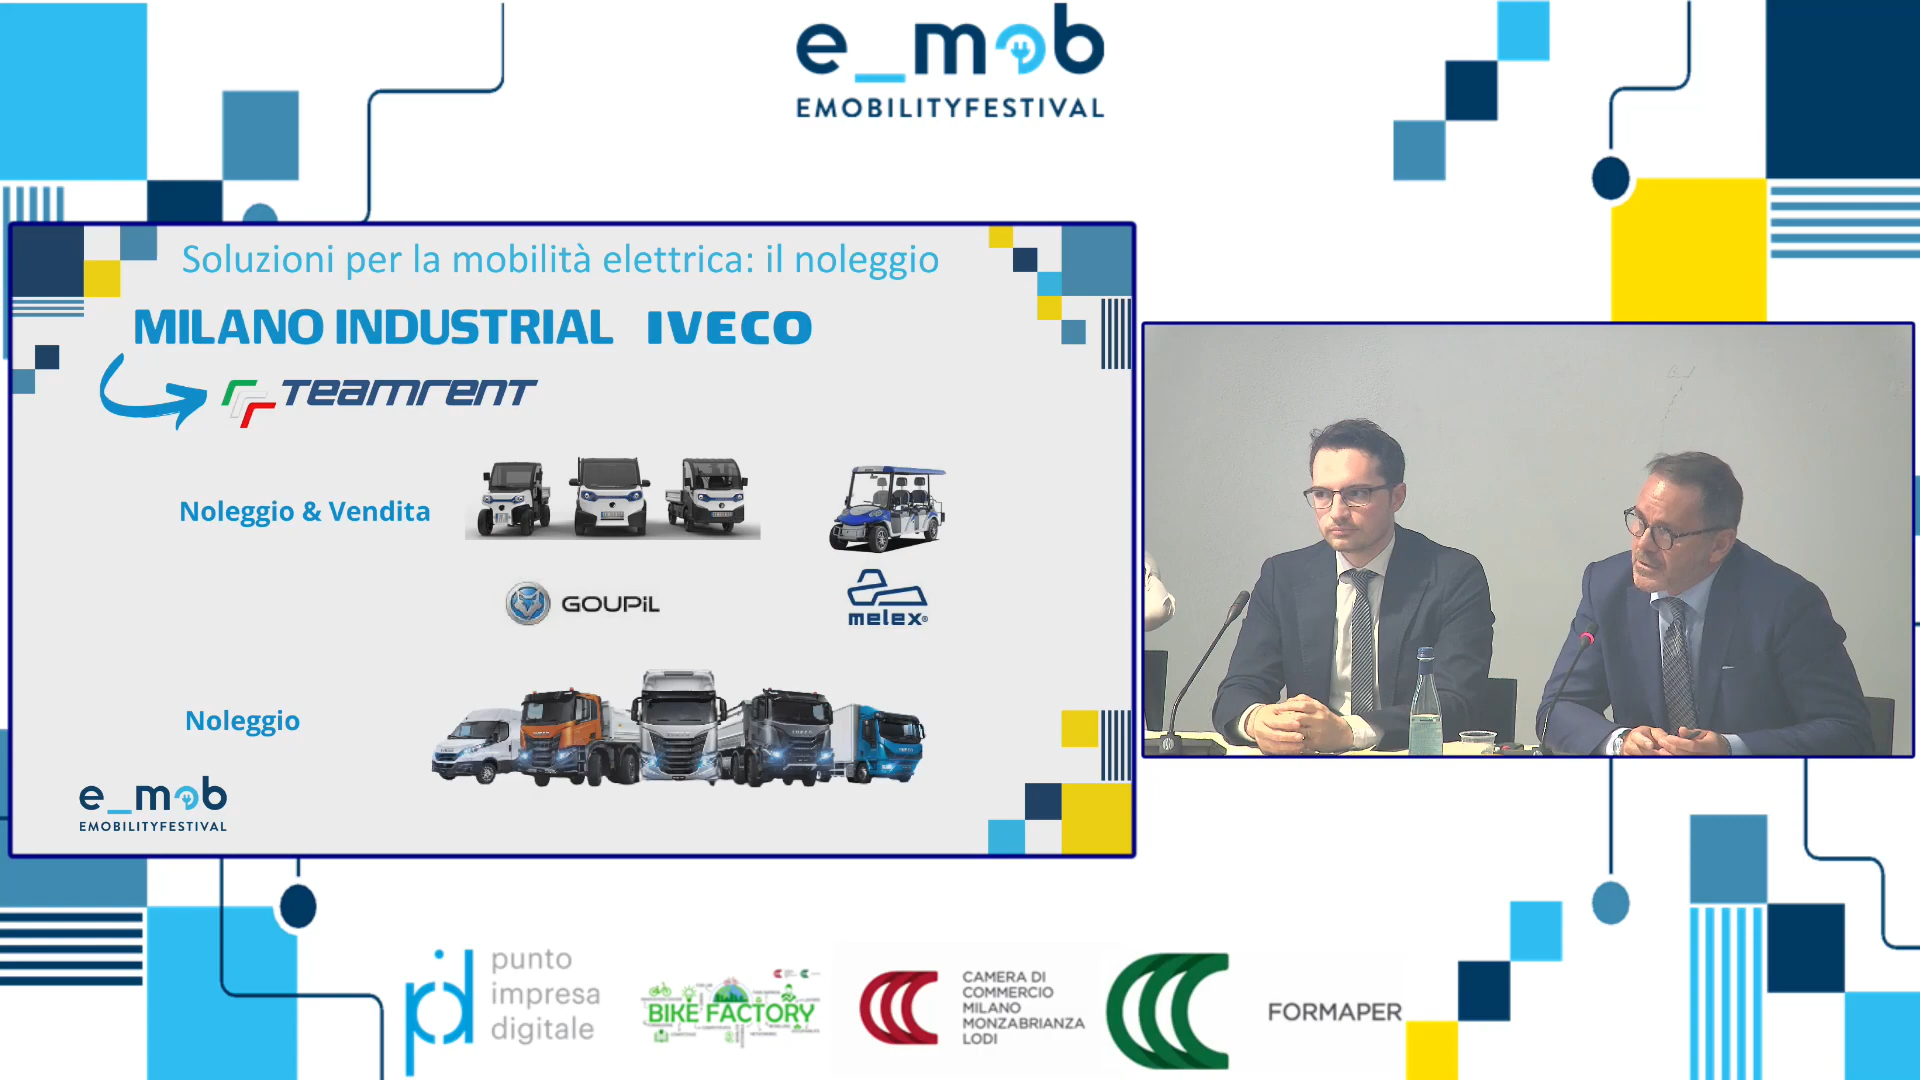 e_mob
EMOBILITYFESTIVAL
Soluzioni per la mobilità elettrica: il noleggio
MILANO INDUSTRIAL IVECO
TEAMRENT
Noleggio & Vendita
GOUPIL
melex®
Noleggio
e_mob
EMOBILITYFESTIVAL
pid
punto
impresa
digitale
BIKE FACTORY
CAMERA DI
COMMERCIO
MILANO
MONZABRIANZA
LODI
FORMAPER